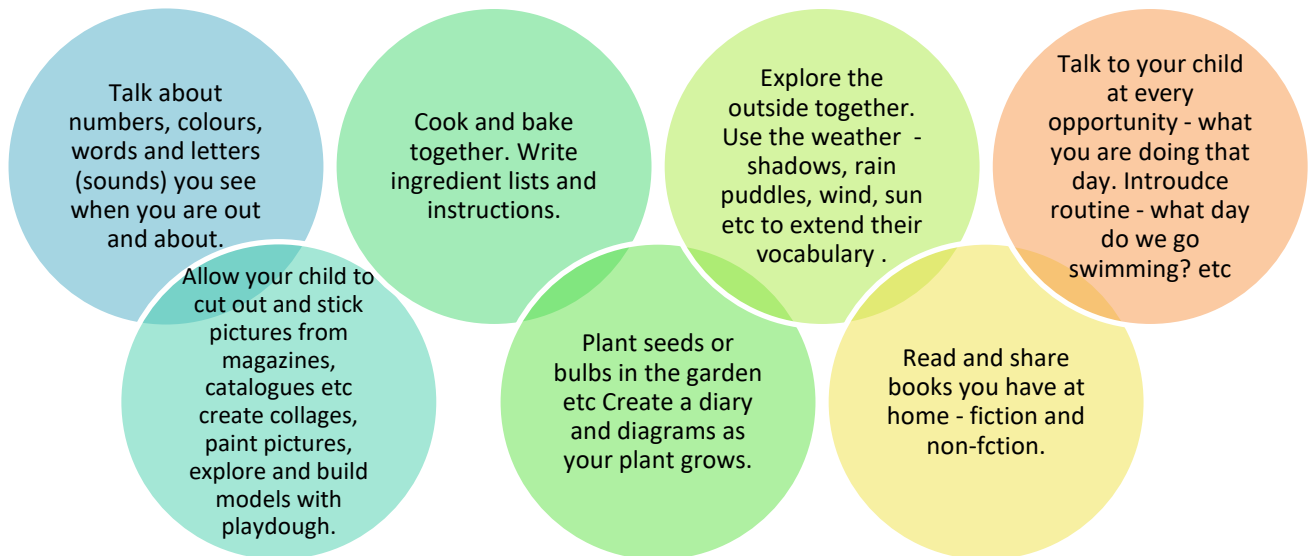 Talk about
numbers, colours,
words and letters
(sounds) you see
when you are out
and about.
Allow your child to
cut out and stick
pictures from
magazines,
catalogues etc
create collages,
paint pictures,
explore and build
models with
playdough.
Cook and bake
together. Write
ingredient lists and
instructions.
Plant seeds or
bulbs in the garden
etc Create a diary
and diagrams as
your plant grows.
Explore the
outside together.
Use the weather -
shadows, rain
puddles, wind, sun
etc to extend their
vocabulary .
Read and share
books you have at
home - fiction and
non-fction.
Talk to your child
at every
opportunity - what
you are doing that
day. Introudce
routine - what day
do we go
swimming? etc